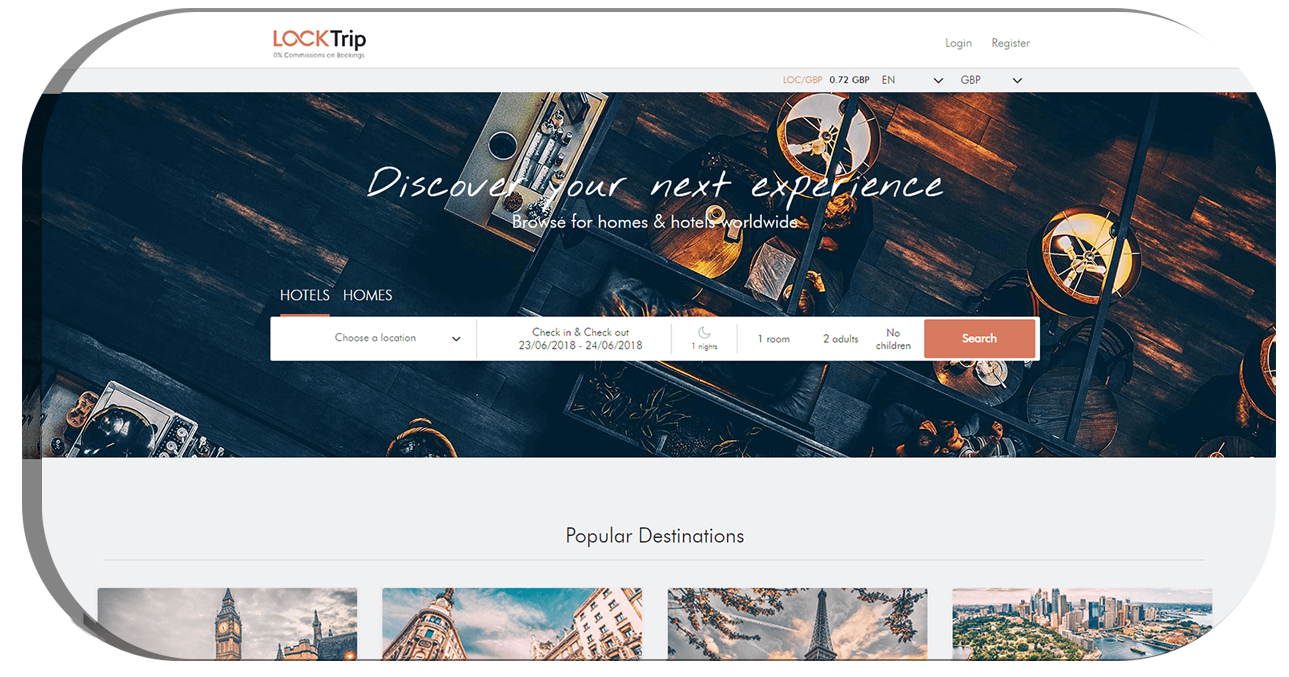 LOCKTrip
0% Commissions on Bookings
Login Register
LOC/GBP 0.72 GBP EN GBP
Discover your next experience
Browse for homes & hotels worldwide
HOTELS HOMES
Choose a location
Check in & Check out
23/06/2018 - 24/06/2018
1 nights
1 room
2 adults
No
children
Search
Popular Destinations